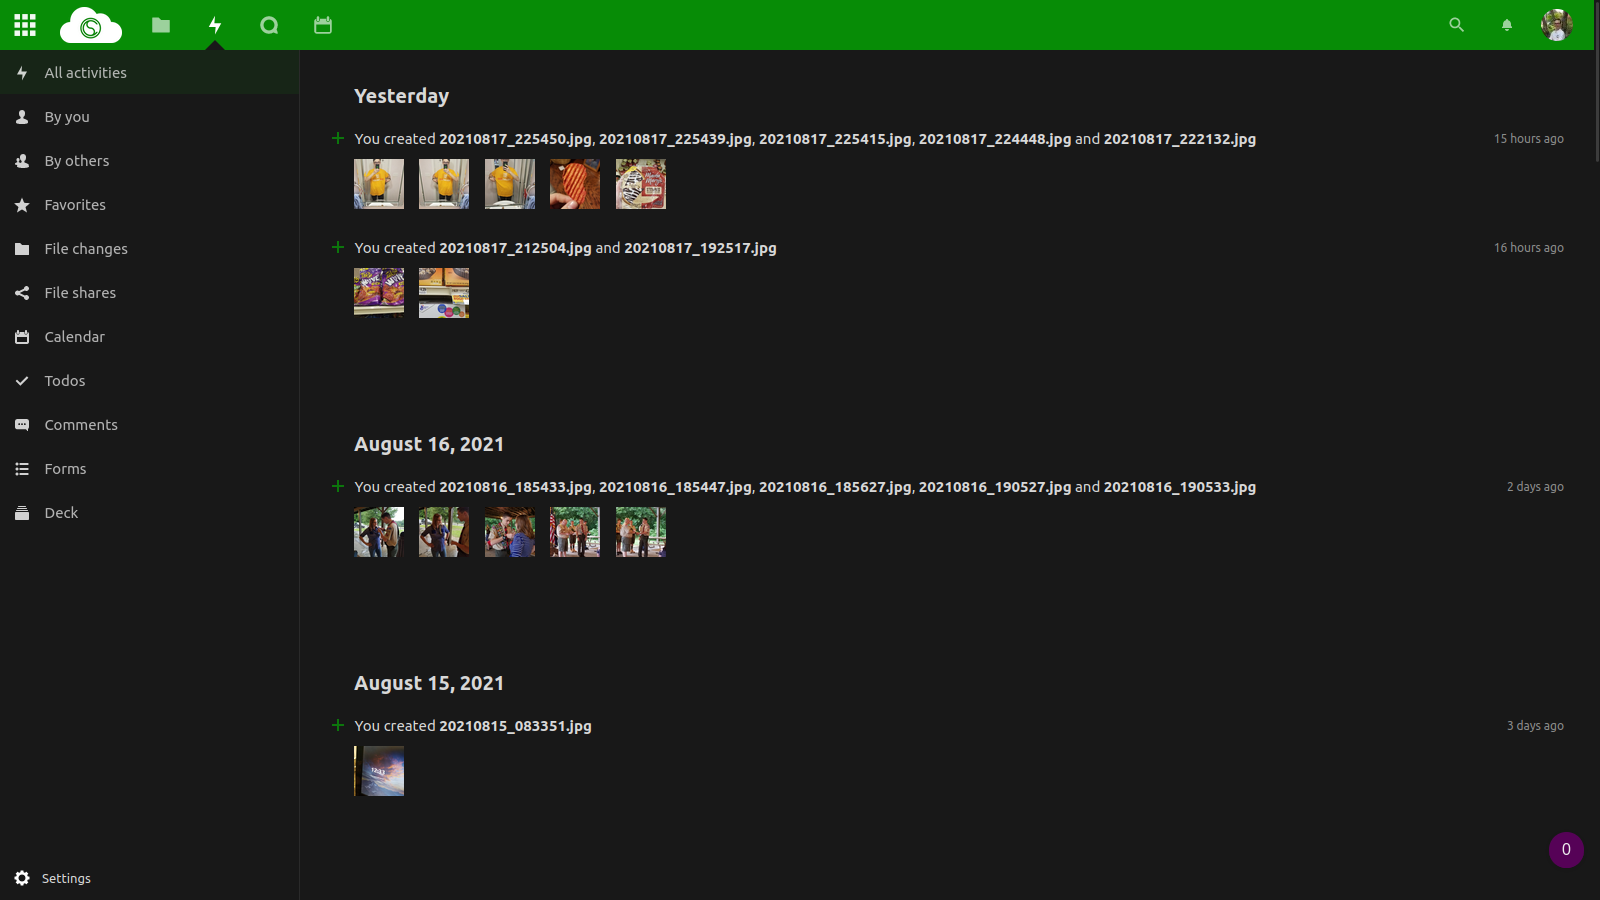 All activities
By you
By others
Favorites
File changes
File shares
Calendar
Todos
Comments
Forms
Deck
Settings
Yesterday
You created 20210817_225450.jpg, 20210817_225439.jpg, 20210817_225415.jpg, 20210817_224448.jpg and 20210817_222132.jpg
15 hours ago
You created 20210817_212504.jpg and 20210817_192517.jpg
16 hours ago
August 16, 2021
You created 20210816_185433.jpg, 20210816_185447.jpg, 20210816_185627.jpg, 20210816_190527.jpg and 20210816_190533.jpg
2 days ago
August 15, 2021
You created 20210815_083351.jpg
3 days ago
0